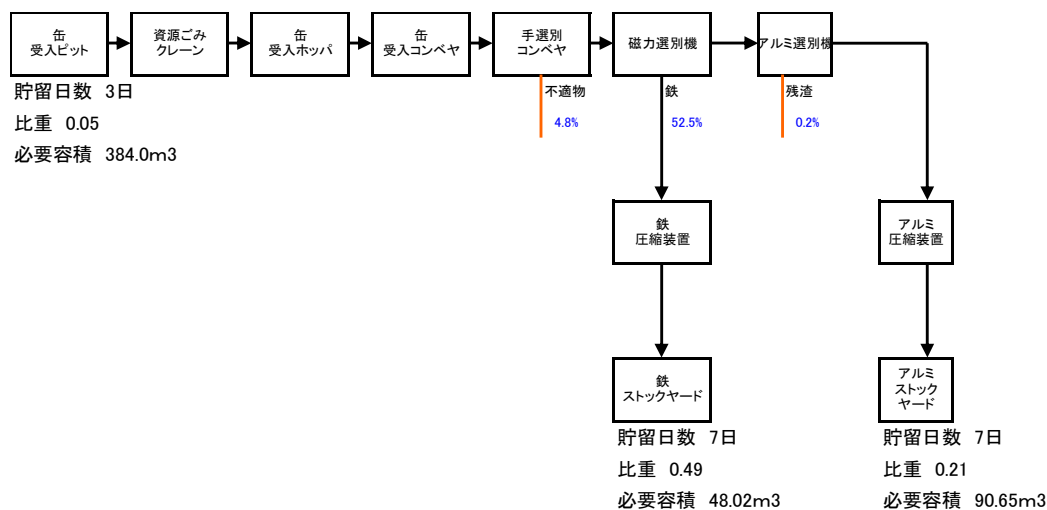 缶
受入ピット
資源ごみ
クレーン
缶
受入ホッパ
缶
受入コンベヤ
手選別
コンベヤ
磁力選別機
アルミ選別機
貯留日数 3日
比重 0.05
必要容積 384.0m3
不適物
4.8%
鉄
52.5%
残渣
0.2%
鉄
圧縮装置
アルミ
圧縮装置
鉄
ストックヤード
アルミ
ストック
ヤード
貯留日数 7日
比重 0.49
必要容積 48.02m3
貯留日数 7日
比重 0.21
必要容積 90.65m3